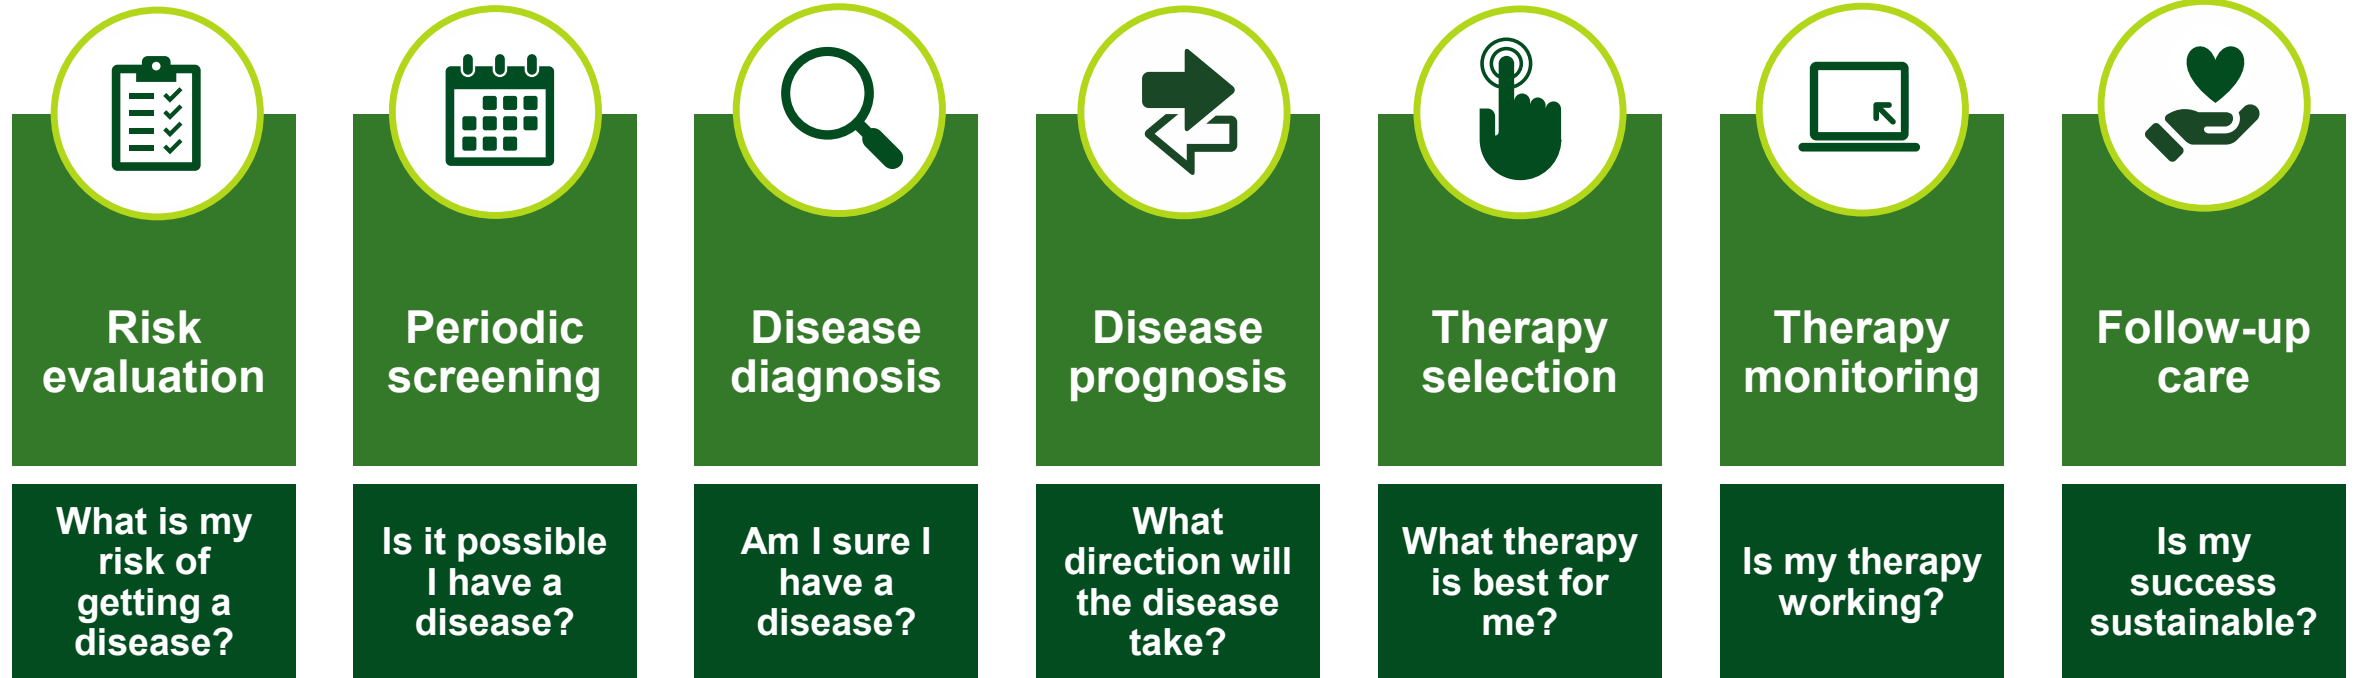 Risk
evaluation
Periodic
screening
Disease
diagnosis
Disease
prognosis
Therapy
selection
Therapy
monitoring
Follow-up
care
What is my
risk of
getting a
disease?
Is it possible
I have a
disease?
Am I sure I
have a
disease?
What
direction will
the disease
take?
What therapy
is best for
me?
Is my therapy
working?
Is my
success
sustainable?